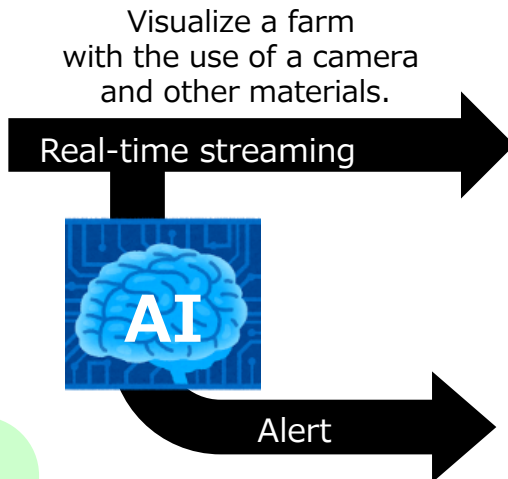 Visualize a farm
with the use of a camera
and other materials.
Real-time streaming
AI
Alert